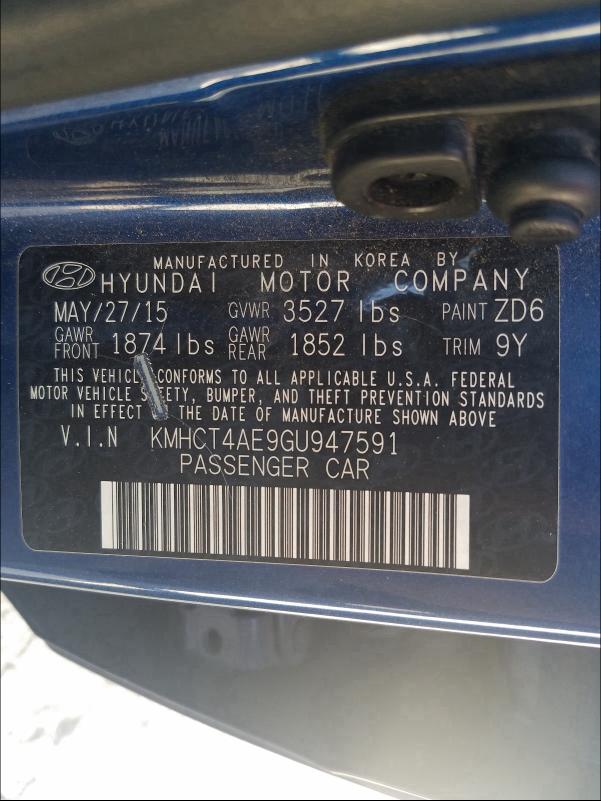 MANUFACTURED IN KOREA BY
HYUNDAI MOTOR COMPANY
MAY/27/15 GVWR 3527 lbs PAINT ZD6
GAWR FRONT 1874 lbs GAWR REAR 1852 lbs TRIM 9Y
THIS VEHICLE CONFORMS TO ALL APPLICABLE U.S.A. FEDERAL
MOTOR VEHICLE SAFETY, BUMPER, AND THEFT PREVENTION STANDARDS
IN EFFECT ON THE DATE OF MANUFACTURE SHOWN ABOVE
V.I.N KMHCT4AE9GU947591
PASSENGER CAR